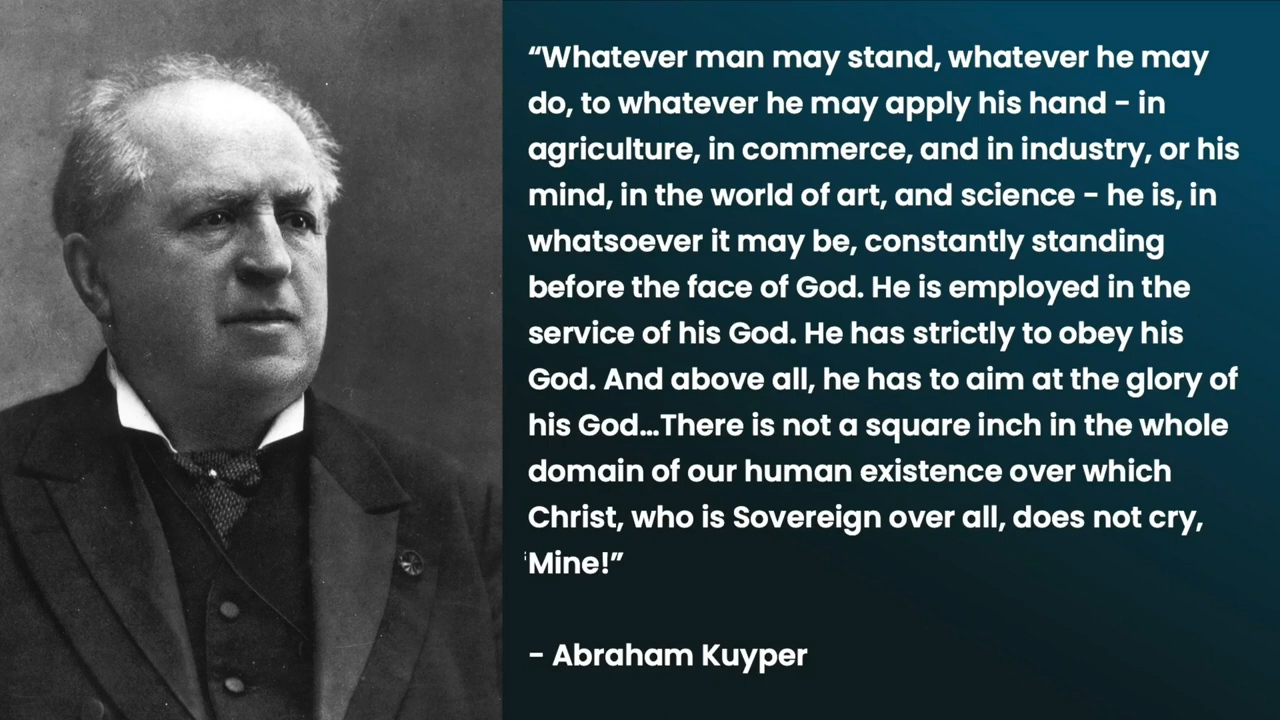 “Whatever man may stand, whatever he may
do, to whatever he may apply his hand - in
agriculture, in commerce, and in industry, or his
mind, in the world of art, and science - he is, in
whatsoever it may be, constantly standing
before the face of God. He is employed in the
service of his God. He has strictly to obey his
God. And above all, he has to aim at the glory of
his God...There is not a square inch in the whole
domain of our human existence over which
Christ, who is Sovereign over all, does not cry,
‘Mine!”
- Abraham Kuyper